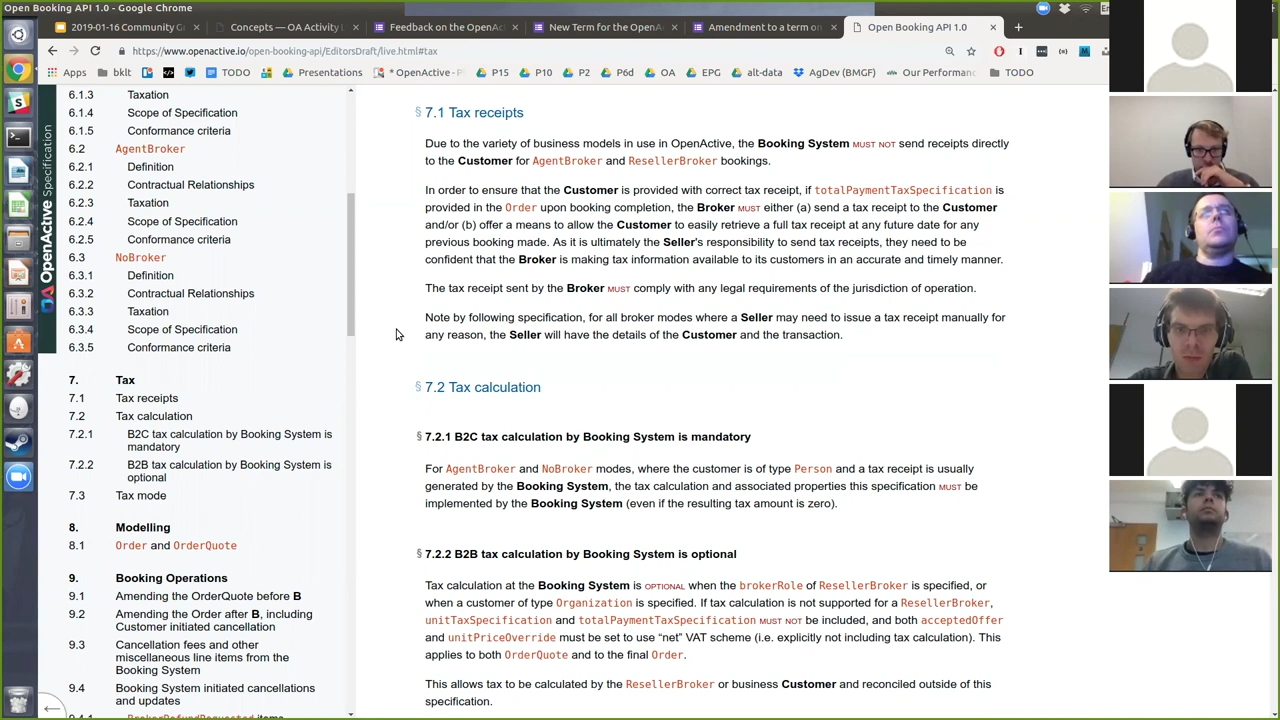 Open Booking API 1.0 - Google Chrome
2019-01-16 Community G
Concepts — OA Activity L
Feedback on the OpenAct
New Term for the OpenA
Amendment to a term on
Open Booking API 1.0
https://www.openactive.io/open-booking-api/EditorsDraft/live.html#tax
Apps
bklt
TODO
Presentations
* OpenActive - P
P15
P10
P2
P6d
OA
EPG
alt-data
AgDev (BMGF)
Our Performan
TODO
OpenActive Specification
6.1.3 Taxation
6.1.4 Scope of Specification
6.1.5 Conformance criteria
6.2 AgentBroker
6.2.1 Definition
6.2.2 Contractual Relationships
6.2.3 Taxation
6.2.4 Scope of Specification
6.2.5 Conformance criteria
6.3 NoBroker
6.3.1 Definition
6.3.2 Contractual Relationships
6.3.3 Taxation
6.3.4 Scope of Specification
6.3.5 Conformance criteria
7. Tax
7.1 Tax receipts
7.2 Tax calculation
7.2.1 B2C tax calculation by Booking System is
mandatory
7.2.2 B2B tax calculation by Booking System is
optional
7.3 Tax mode
8. Modelling
8.1 Order and OrderQuote
9. Booking Operations
9.1 Amending the OrderQuote before B
9.2 Amending the Order after B, including
Customer initiated cancellation
9.3 Cancellation fees and other
miscellaneous line items from the
Booking System
9.4 Booking System initiated cancellations
and updates
9.4.1 BrokerRefundRequested items
§ 7.1 Tax receipts
Due to the variety of business models in use in OpenActive, the Booking System MUST NOT send receipts directly
to the Customer for AgentBroker and ResellerBroker bookings.
In order to ensure that the Customer is provided with correct tax receipt, if totalPaymentTaxSpecification is
provided in the Order upon booking completion, the Broker MUST either (a) send a tax receipt to the Customer
and/or (b) offer a means to allow the Customer to easily retrieve a full tax receipt at any future date for any
previous booking made. As it is ultimately the Seller's responsibility to send tax receipts, they need to be
confident that the Broker is making tax information available to its customers in an accurate and timely manner.
The tax receipt sent by the Broker MUST comply with any legal requirements of the jurisdiction of operation.
Note by following specification, for all broker modes where a Seller may need to issue a tax receipt manually for
any reason, the Seller will have the details of the Customer and the transaction.
§ 7.2 Tax calculation
§ 7.2.1 B2C tax calculation by Booking System is mandatory
For AgentBroker and NoBroker modes, where the customer is of type Person and a tax receipt is usually
generated by the Booking System, the tax calculation and associated properties this specification MUST be
implemented by the Booking System (even if the resulting tax amount is zero).
§ 7.2.2 B2B tax calculation by Booking System is optional
Tax calculation at the Booking System is OPTIONAL when the brokerRole of ResellerBroker is specified, or
when a customer of type Organization is specified. If tax calculation is not supported for a ResellerBroker,
unitTaxSpecification and totalPaymentTaxSpecification MUST NOT be included, and both acceptedOffer
and unitPriceOverride must be set to use “net” VAT scheme (i.e. explicitly not including tax calculation). This
applies to both OrderQuote and to the final Order.
This allows tax to be calculated by the ResellerBroker or business Customer and reconciled outside of this
specification.